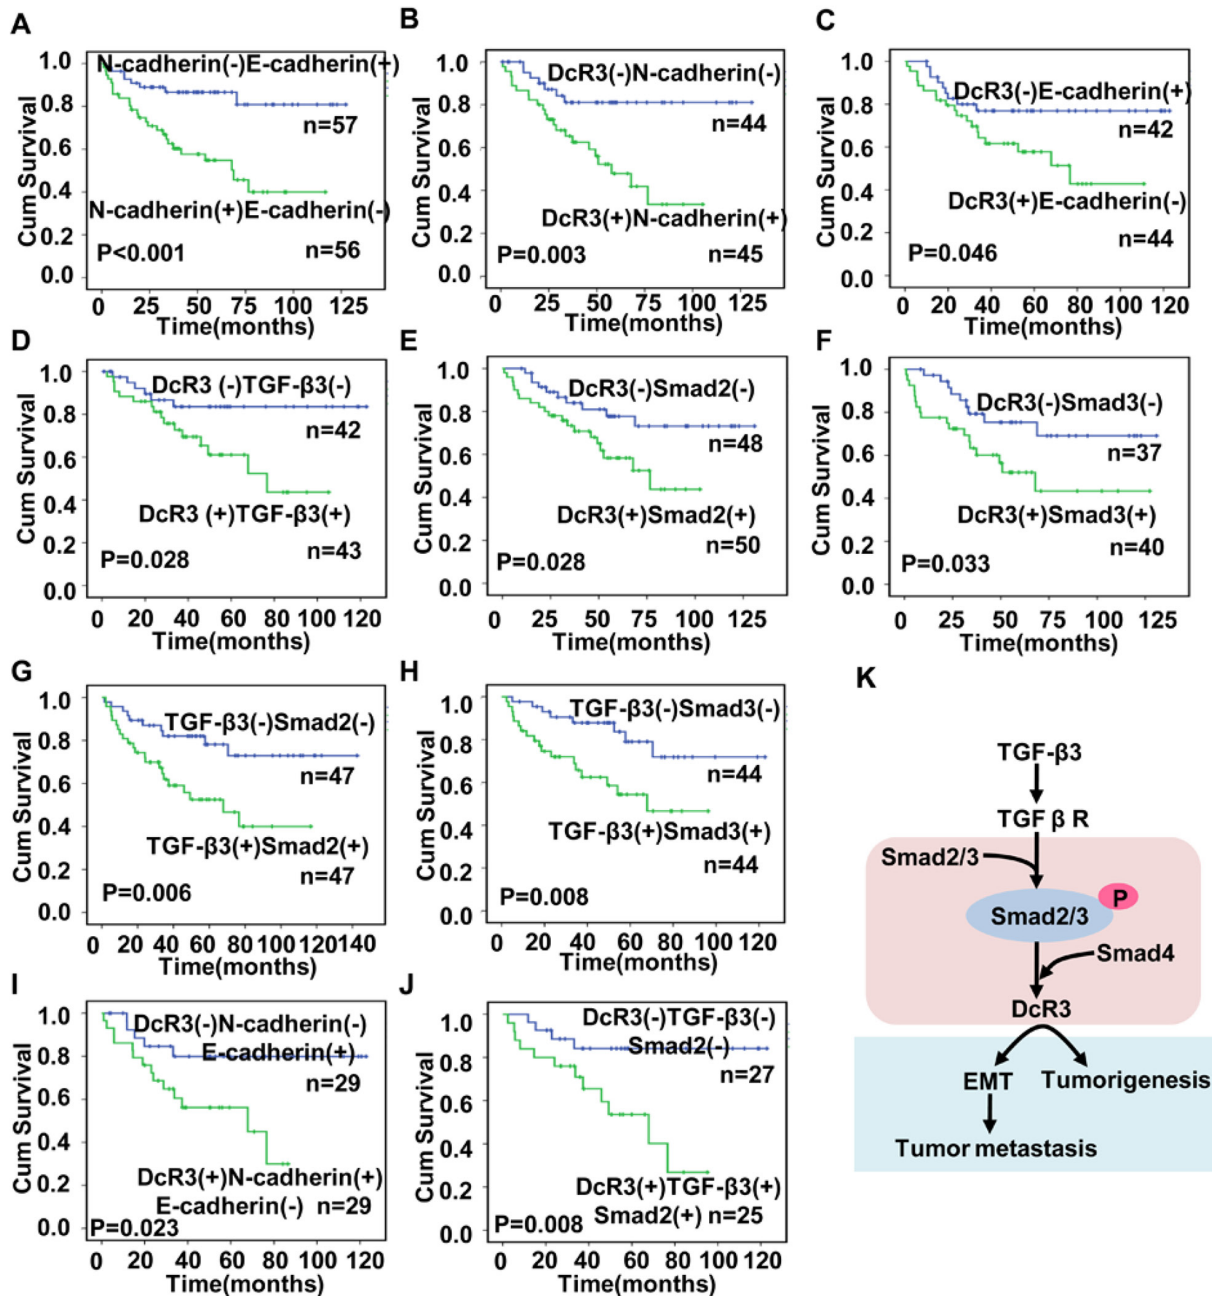 A
1.0
0.8
0.6
0.4
0.2
0.0
Cum Survival
N-cadherin(-)E-cadherin(+)
n=57
N-cadherin(+)E-cadherin(-)
P<0.001
n=56
0 25 50 75 100 125
Time(months)
B
1.0
0.8
0.6
0.4
0.2
0.0
Cum Survival
DcR3(-)N-cadherin(-)
n=44
DcR3(+)N-cadherin(+)
P=0.003
n=45
0 25 50 75 100 125
Time(months)
C
1.0
0.8
0.6
0.4
0.2
0.0
Cum Survival
DcR3(-)E-cadherin(+)
n=42
DcR3(+)E-cadherin(-)
P=0.046
n=44
0 20 40 60 80 100 120
Time(months)
D
1.0
0.8
0.6
0.4
0.2
0.0
Cum Survival
DcR3 (-)TGF-β3(-)
n=42
DcR3 (+)TGF-β3(+)
P=0.028
n=43
0 20 40 60 80 100 120
Time(months)
E
1.0
0.8
0.6
0.4
0.2
0.0
Cum Survival
DcR3(-)Smad2(-)
n=48
DcR3(+)Smad2(+)
n=50
P=0.028
0 25 50 75 100 125
Time(months)
F
1.0
0.8
0.6
0.4
0.2
0.0
Cum Survival
DcR3(-)Smad3(-)
n=37
DcR3(+)Smad3(+)
n=40
P=0.033
0 25 50 75 100 125
Time(months)
G
1.0
0.8
0.6
0.4
0.2
0.0
Cum Survival
TGF-β3(-)Smad2(-)
n=47
TGF-β3(+)Smad2(+)
n=47
P=0.006
0 20 40 60 80 100 120 140
Time(months)
H
1.0
0.8
0.6
0.4
0.2
0.0
Cum Survival
TGF-β3(-)Smad3(-)
n=44
TGF-β3(+)Smad3(+)
n=44
P=0.008
0 20 40 60 80 100 120
Time(months)
I
1.0
0.8
0.6
0.4
0.2
0.0
Cum Survival
DcR3(-)N-cadherin(-)
E-cadherin(+)
n=29
DcR3(+)N-cadherin(+)
E-cadherin(-) n=29
P=0.023
0 20 40 60 80 100 120
Time(months)
J
1.0
0.8
0.6
0.4
0.2
0.0
Cum Survival
DcR3(-)TGF-β3(-)
Smad2(-)
n=27
DcR3(+)TGF-β3(+)
Smad2(+) n=25
P=0.008
0 20 40 60 80 100 120
Time(months)
K
TGF-β3
TGF β R
Smad2/3
Smad2/3
P
Smad4
DcR3
EMT
Tumorigenesis
Tumor metastasis